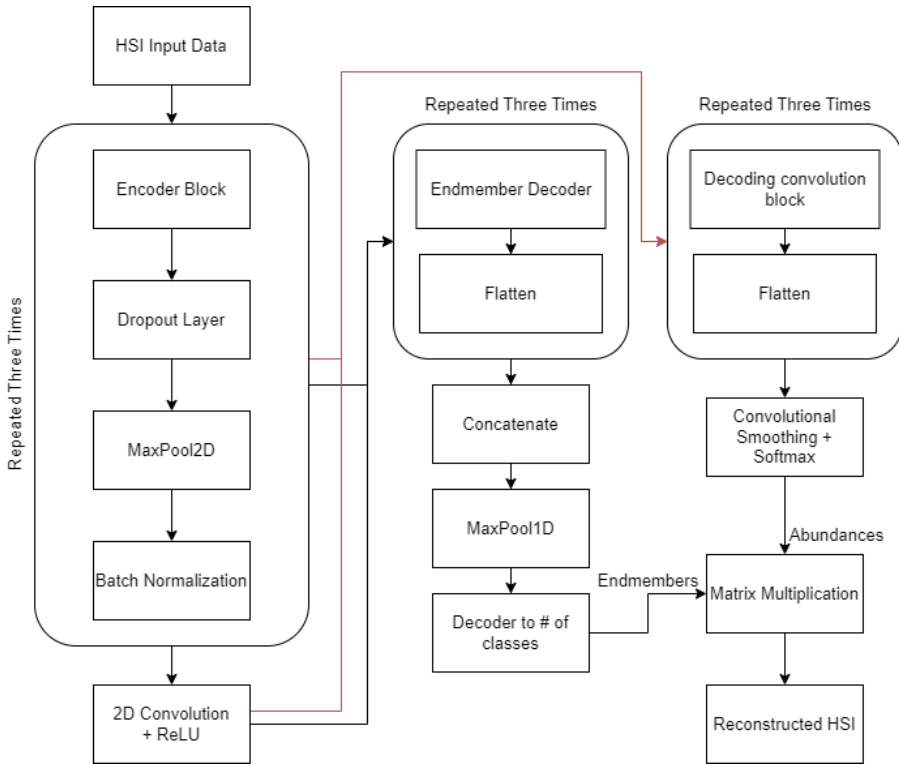 HSI Input Data
Repeated Three Times
Encoder Block
Dropout Layer
MaxPool2D
Batch Normalization
2D Convolution
+ ReLU
Repeated Three Times
Endmember Decoder
Flatten
Concatenate
MaxPool1D
Decoder to # of
classes
Endmembers
Repeated Three Times
Decoding convolution
block
Flatten
Convolutional
Smoothing +
Softmax
Abundances
Matrix Multiplication
Reconstructed HSI